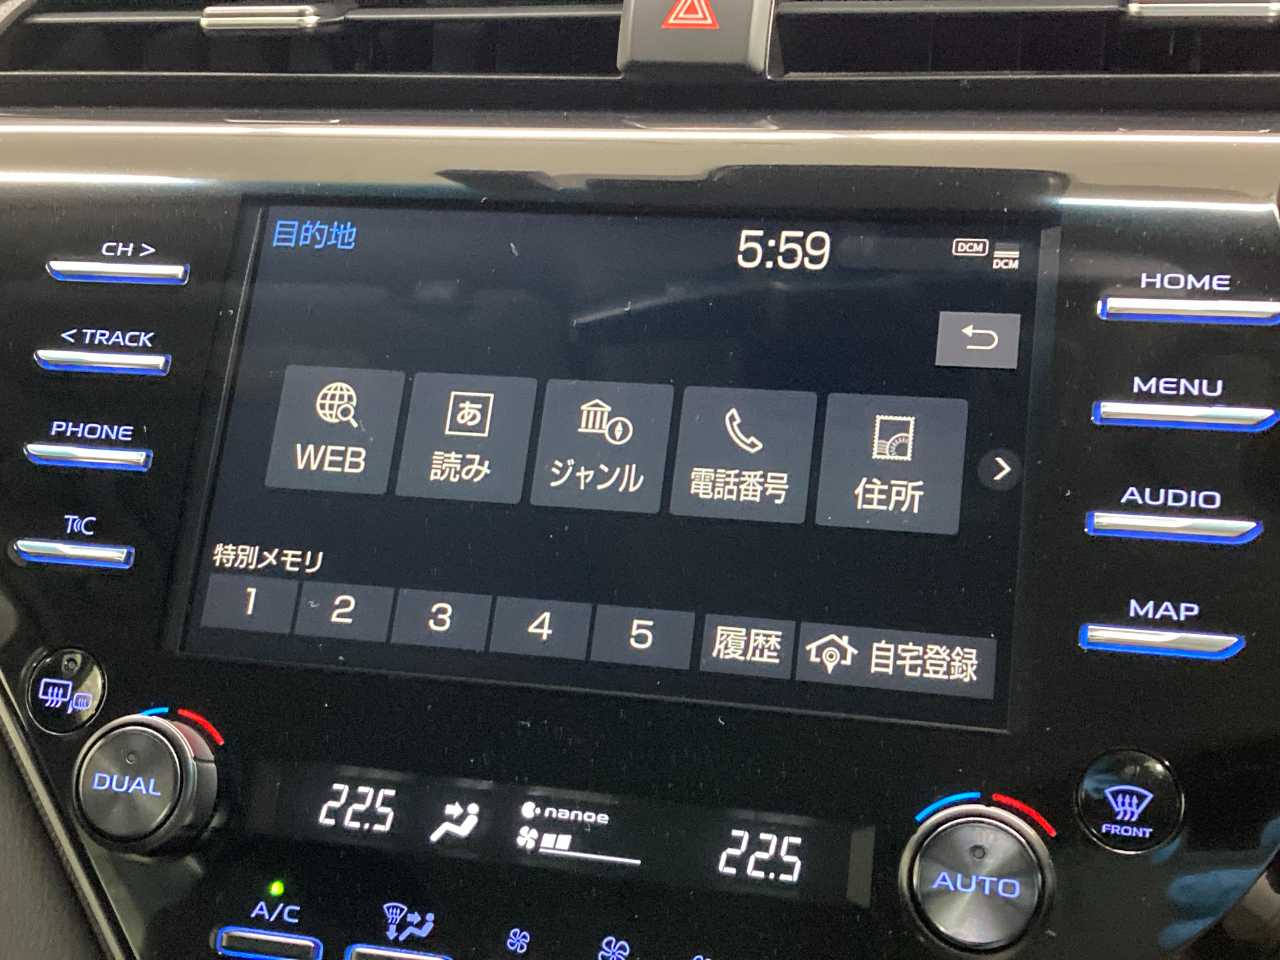 目的地 5:59 DCM DCM
CH >
HOME
< TRACK
MENU
WEB 読み ジャンル 電話番号 住所 >
あ
PHONE
AUDIO
T(C
特別メモリ
1 2 3 4 5 履歴 自宅登録
MAP
DUAL
22.5 nanoe 22.5
FRONT
AUTO
A/C